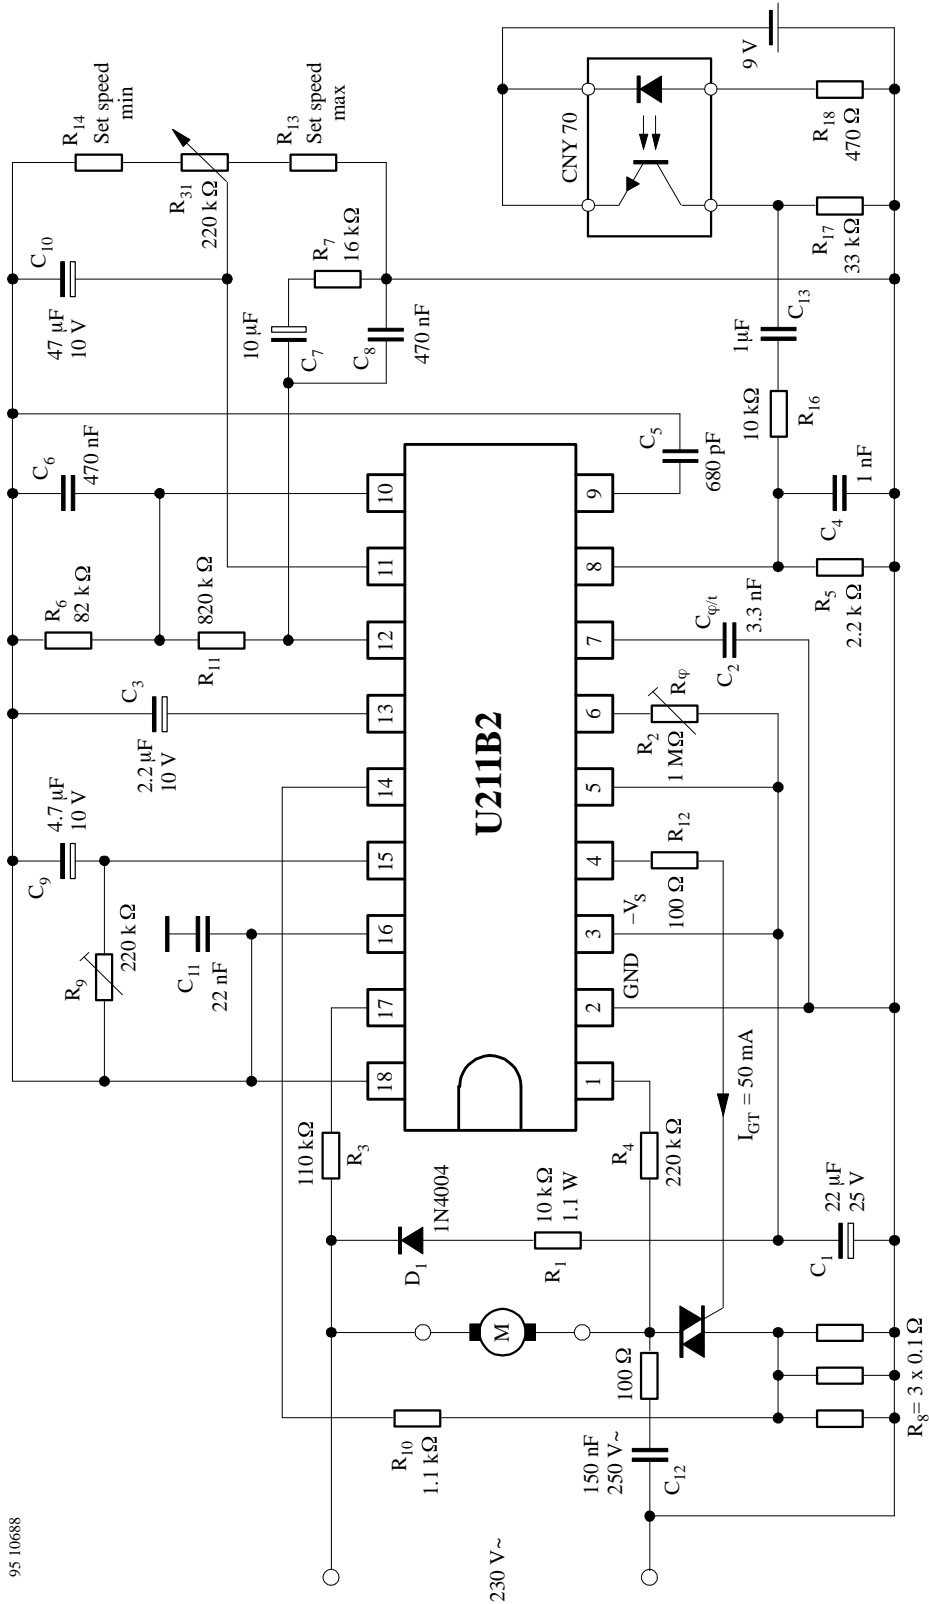 95 10688
230 V~
R10
1.1 kΩ
150 nF
250 V~
C12
100 Ω
R8= 3 x 0.1 Ω
M
D1
1N4004
R1
10 kΩ
1.1 W
C1
22 µF
25 V
110 kΩ
R3
R4
220 kΩ
IGT = 50 mA
U211B2
18
17
16
15
14
13
12
11
10
1
2
3
4
5
6
7
8
9
GND
–VS
R9
220 kΩ
C11
22 nF
C9
4.7 µF
10 V
2.2 µF
10 V
C3
100 Ω
R12
R2
1 MΩ
Rφ
C2
Cφ/t
3.3 nF
R11
820 kΩ
R6
82 kΩ
C6
470 nF
C5
680 pF
R5
2.2 kΩ
C4
1 nF
10 kΩ
R16
1µF
C13
10 µF
C7
C8
470 nF
R7
16 kΩ
47 µF
10 V
C10
R31
220 kΩ
R14
Set speed
min
R13
Set speed
max
CNY 70
R17
33 kΩ
R18
470 Ω
9 V